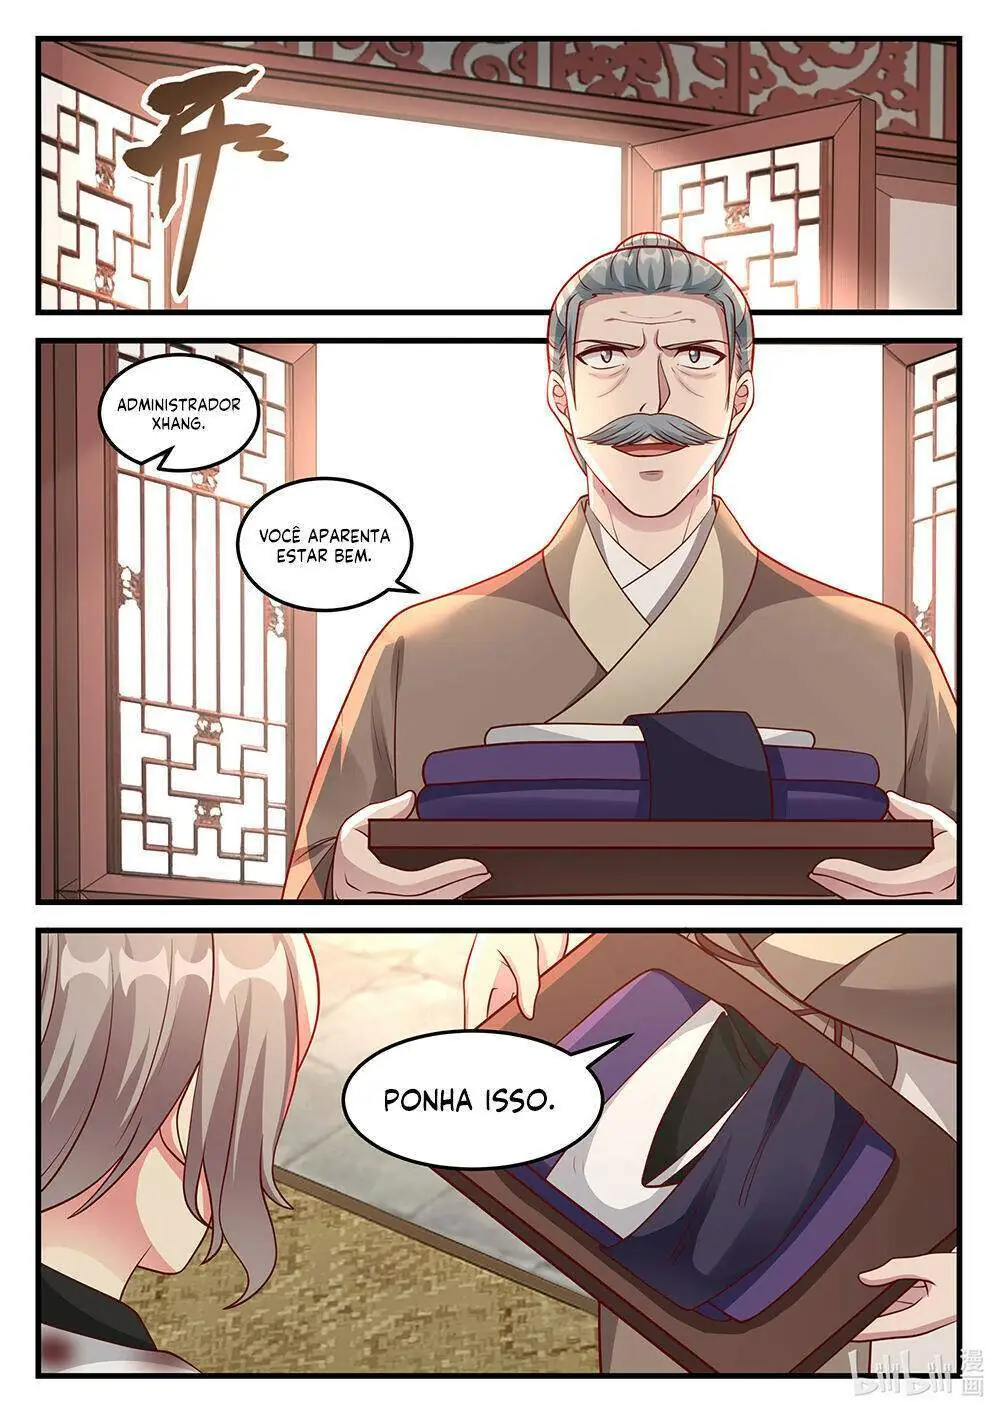 开
ADMINISTRADOR
XHANG.
VOCÊ APARENTA
ESTAR BEM.
PONHA ISSO.
bilibili 漫画